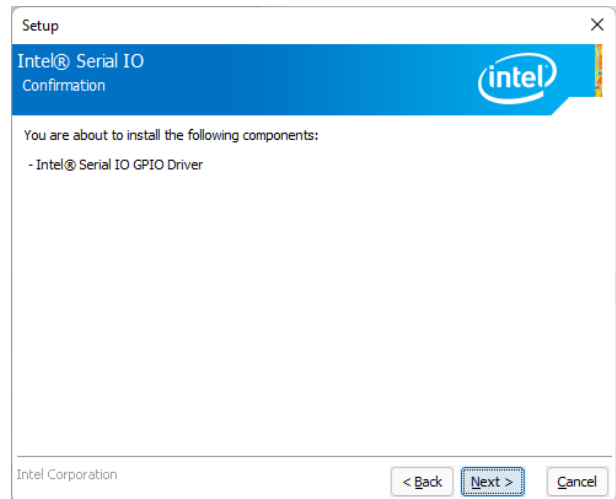 Setup
Intel® Serial IO
Confirmation
intel
You are about to install the following components:
- Intel® Serial IO GPIO Driver
Intel Corporation
< Back Next > Cancel